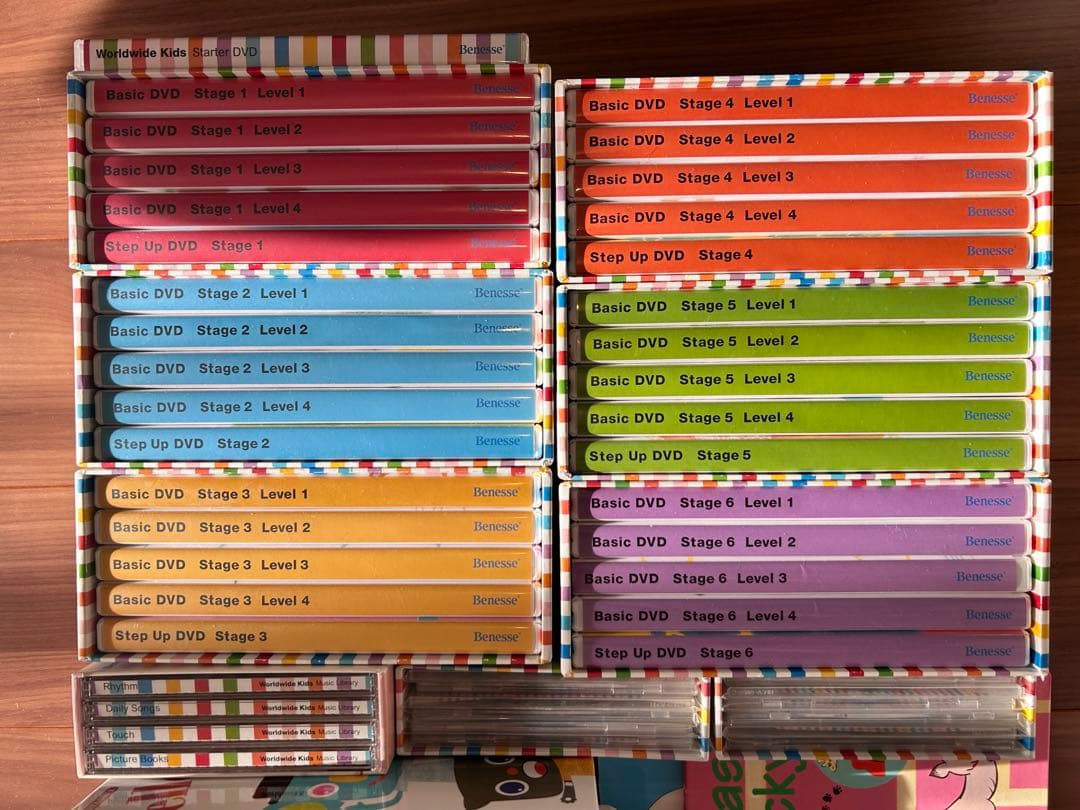 Worldwide Kids Starter DVD Benesse
Basic DVD Stage 1 Level 1 Benesse
Basic DVD Stage 1 Level 2 Benesse
Basic DVD Stage 1 Level 3 Benesse
Basic DVD Stage 1 Level 4 Benesse
Step Up DVD Stage 1 Benesse
Basic DVD Stage 2 Level 1 Benesse
Basic DVD Stage 2 Level 2 Benesse
Basic DVD Stage 2 Level 3 Benesse
Basic DVD Stage 2 Level 4 Benesse
Step Up DVD Stage 2 Benesse
Basic DVD Stage 3 Level 1 Benesse
Basic DVD Stage 3 Level 2 Benesse
Basic DVD Stage 3 Level 3 Benesse
Basic DVD Stage 3 Level 4 Benesse
Step Up DVD Stage 3 Benesse
Basic DVD Stage 4 Level 1 Benesse
Basic DVD Stage 4 Level 2 Benesse
Basic DVD Stage 4 Level 3 Benesse
Basic DVD Stage 4 Level 4 Benesse
Step Up DVD Stage 4 Benesse
Basic DVD Stage 5 Level 1 Benesse
Basic DVD Stage 5 Level 2 Benesse
Basic DVD Stage 5 Level 3 Benesse
Basic DVD Stage 5 Level 4 Benesse
Step Up DVD Stage 5 Benesse
Basic DVD Stage 6 Level 1 Benesse
Basic DVD Stage 6 Level 2 Benesse
Basic DVD Stage 6 Level 3 Benesse
Basic DVD Stage 6 Level 4 Benesse
Step Up DVD Stage 6 Benesse
Rhythm Worldwide Kids Music Library
Daily Songs Worldwide Kids Music Library
Touch Worldwide Kids Music Library
Picture Books Worldwide Kids Music Library